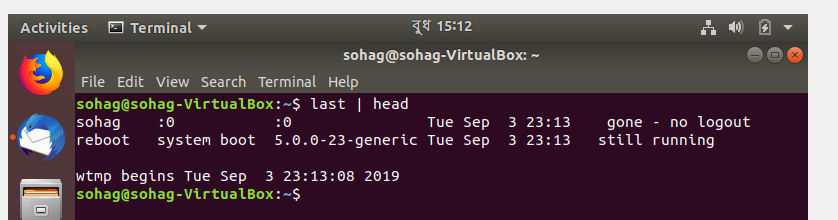 Activities Terminal বুধ 15:12
sohag@sohag-VirtualBox: ~
File Edit View Search Terminal Help
sohag@sohag-VirtualBox:~$ last | head
sohag    :0           :0               Tue Sep  3 23:13    gone - no logout
reboot   system boot  5.0.0-23-generic Tue Sep  3 23:13   still running
wtmp begins Tue Sep  3 23:13:08 2019
sohag@sohag-VirtualBox:~$